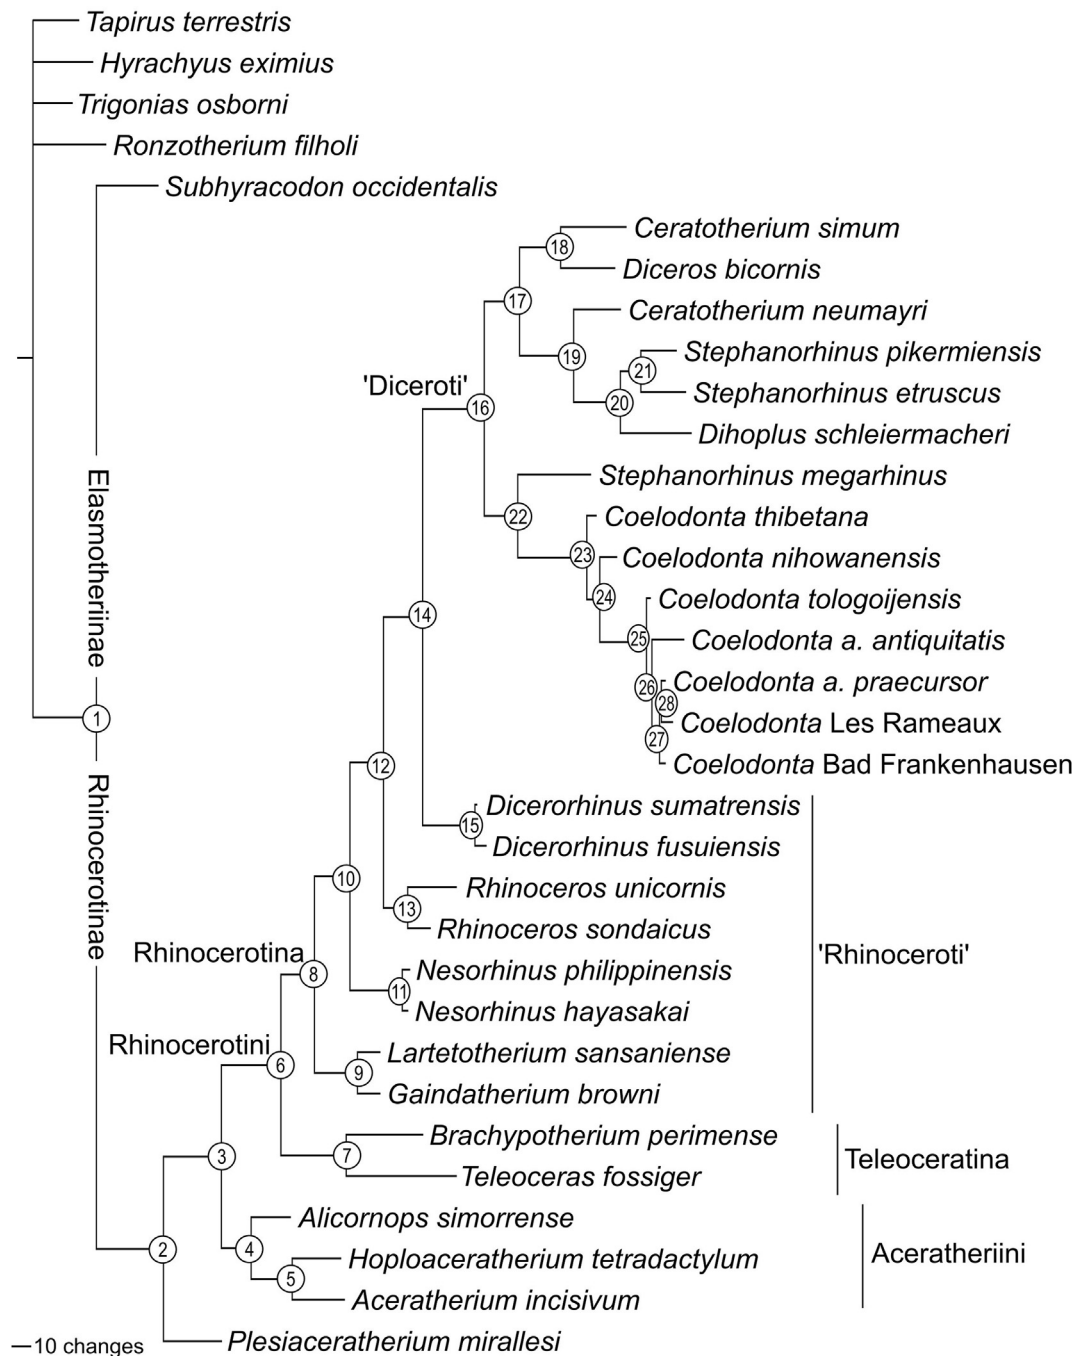 Tapirus terrestris
Hyrachyus eximius
Trigonias osborni
Ronzotherium filholi
Subhyracodon occidentalis
Ceratotherium simum
18
Diceros bicornis
17
Ceratotherium neumayri
Stephanorhinus pikermiensis
19
21
'Diceroti'
Stephanorhinus etruscus
20
16
Dihoplus schleiermacheri
Stephanorhinus megarhinus
22
Coelodonta thibetana
23
Coelodonta nihowanensis
Elasmotheriinae
24
Coelodonta tologoijensis
14
25
Coelodonta a. antiquitatis
26
Coelodonta a. praecursor
28
1
Coelodonta Les Rameaux
27
12
Coelodonta Bad Frankenhausen
Dicerorhinus sumatrensis
15
Dicerorhinus fusuiensis
Rhinocerotinae
10
Rhinoceros unicornis
13
Rhinoceros sondaicus
'Rhinoceroti'
Rhinocerotina
8
Nesorhinus philippinensis
11
Nesorhinus hayasakai
Rhinocerotini
6
Lartetotherium sansaniense
9
Gaindatherium browni
Brachypotherium perimense
3
7
Teleoceratina
Teleoceras fossiger
Alicornops simorrense
2
4
Hoploaceratherium tetradactylum
Aceratheriini
5
Aceratherium incisivum
Plesiaceratherium mirallesi
10 changes